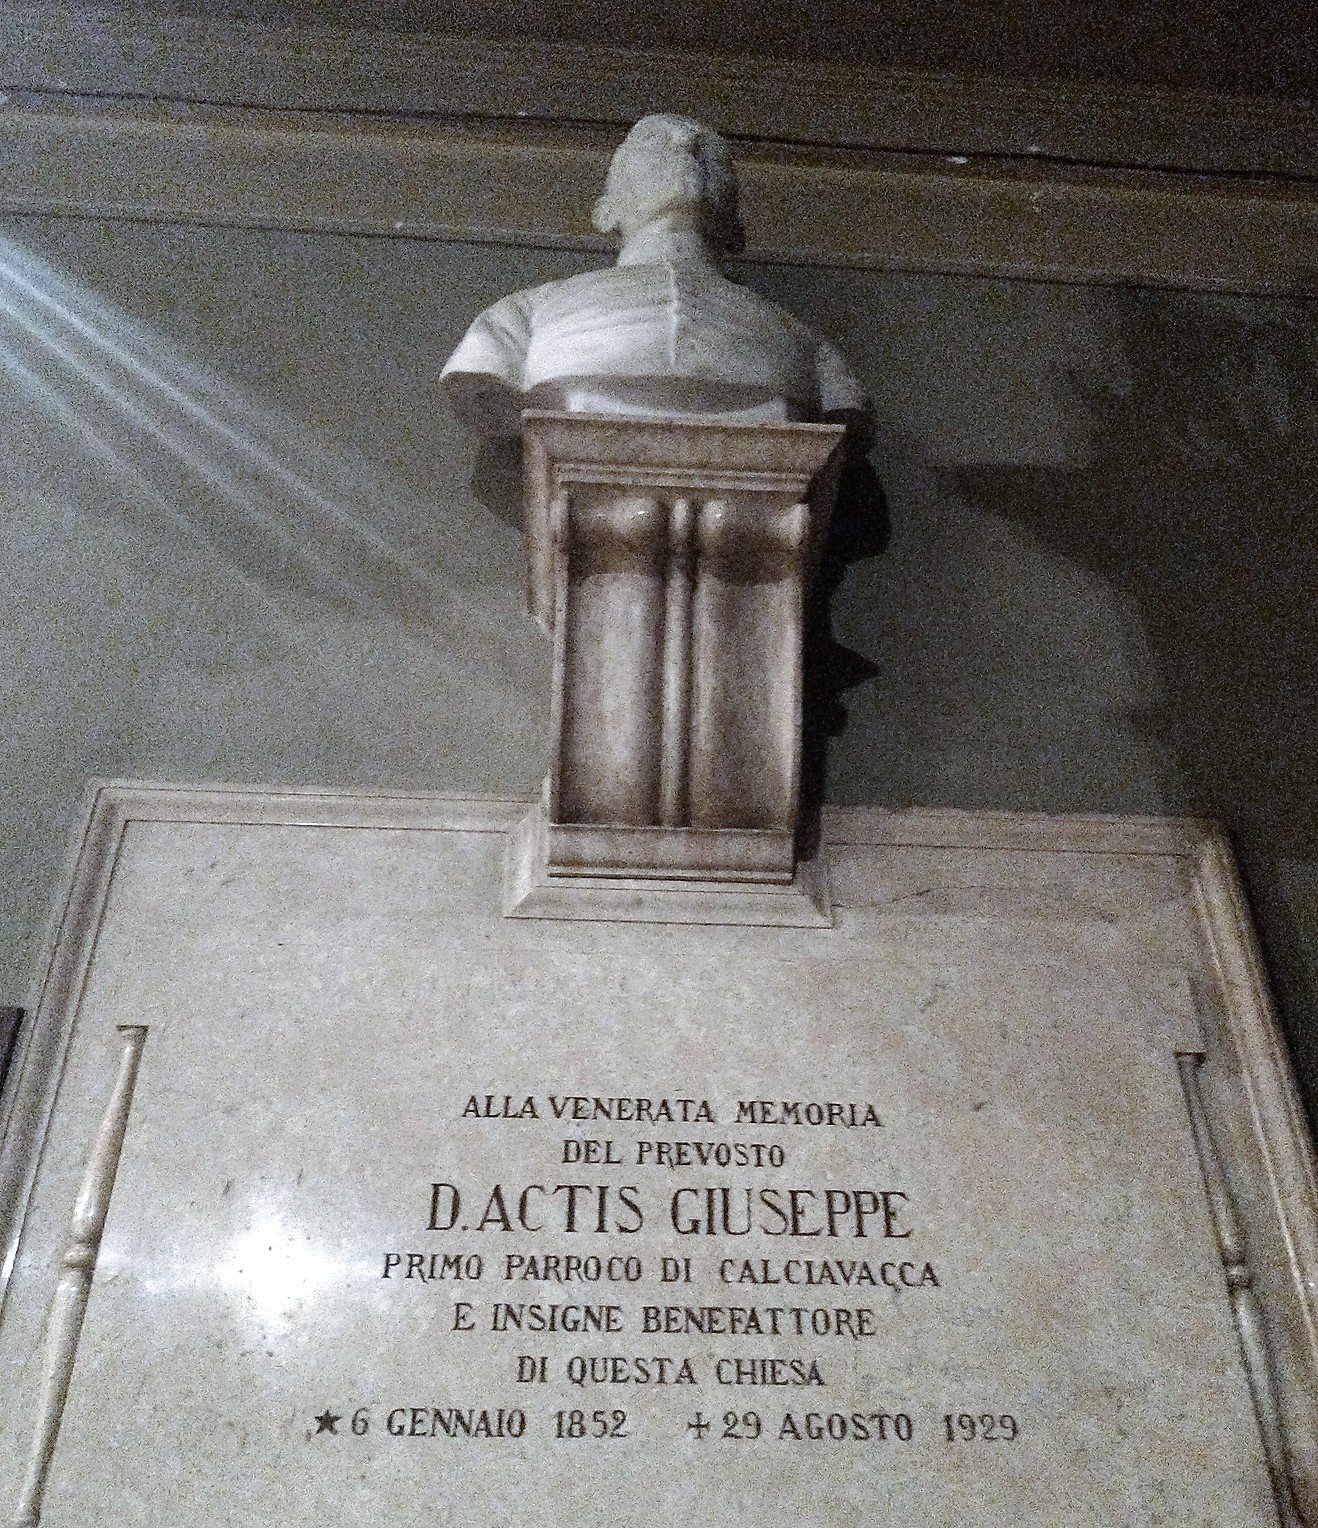 ALLA VENERATA MEMORIA
DEL PREVOSTO
D. ACTIS GIUSEPPE
PRIMO PARROCO DI CALCIAVACCA
E INSIGNE BENEFATTORE
DI QUESTA CHIESA
★ 6 GENNAIO 1852 ✝ 29 AGOSTO 1929